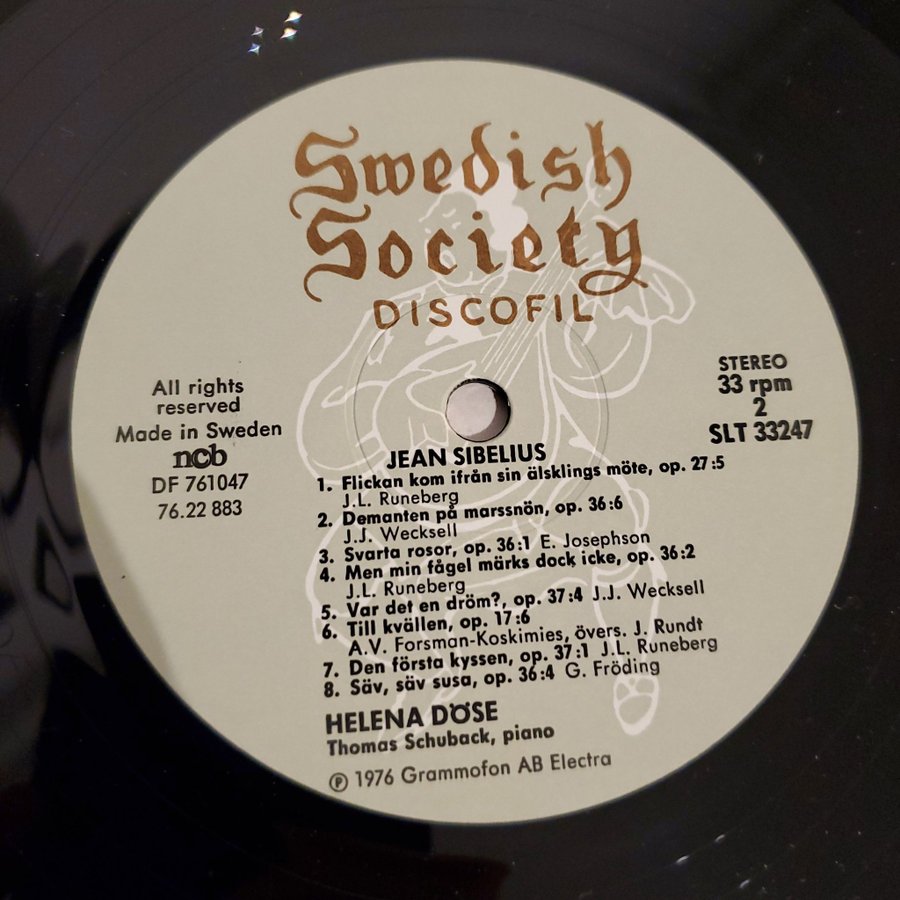 Swedish
Society
DISCOFIL
All rights
reserved
Made in Sweden
ncb
DF 761047
76.22 883
STEREO
33 rpm
2
SLT 33247
JEAN SIBELIUS
1. Flickan kom ifrån sin älsklings möte, op. 27:5
J.L. Runeberg
2. Demanten på marssnön, op. 36:6
J.J. Wecksell
3. Svarta rosor, op. 36:1 E. Josephson
4. Men min fågel märks dock icke, op. 36:2
J.L. Runeberg
5. Var det en dröm?, op. 37:4 J.J. Wecksell
6. Till kvällen, op. 17:6
A.V. Forsman-Koskimies, övers. J. Rundt
7. Den första kyssen, op. 37:1 J.L. Runeberg
8. Säv, säv susa, op. 36:4 G. Fröding
HELENA DÖSE
Thomas Schuback, piano
℗ 1976 Grammofon AB Electra